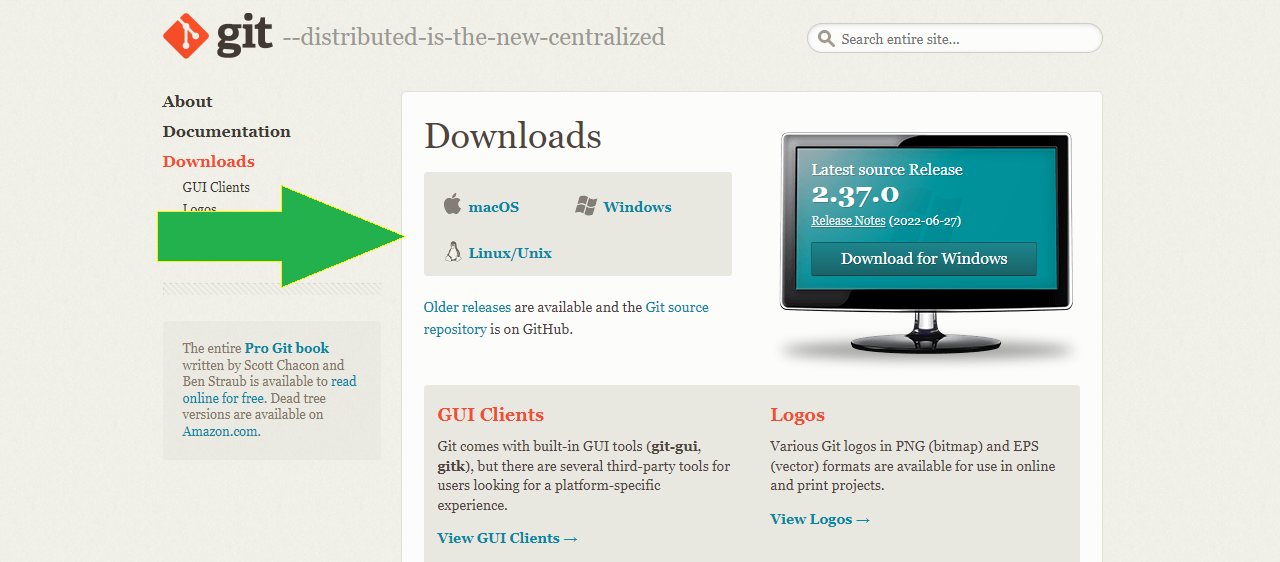 git --distributed-is-the-new-centralized
Search entire site...
About
Documentation
Downloads
GUI Clients
Logos
The entire Pro Git book
written by Scott Chacon and
Ben Straub is available to read
online for free. Dead tree
versions are available on
Amazon.com.
Downloads
macOS
Windows
Linux/Unix
Older releases are available and the Git source
repository is on GitHub.
Latest source Release
2.37.0
Release Notes (2022-06-27)
Download for Windows
GUI Clients
Git comes with built-in GUI tools (git-gui,
gitk), but there are several third-party tools for
users looking for a platform-specific
experience.
View GUI Clients →
Logos
Various Git logos in PNG (bitmap) and EPS
(vector) formats are available for use in online
and print projects.
View Logos →